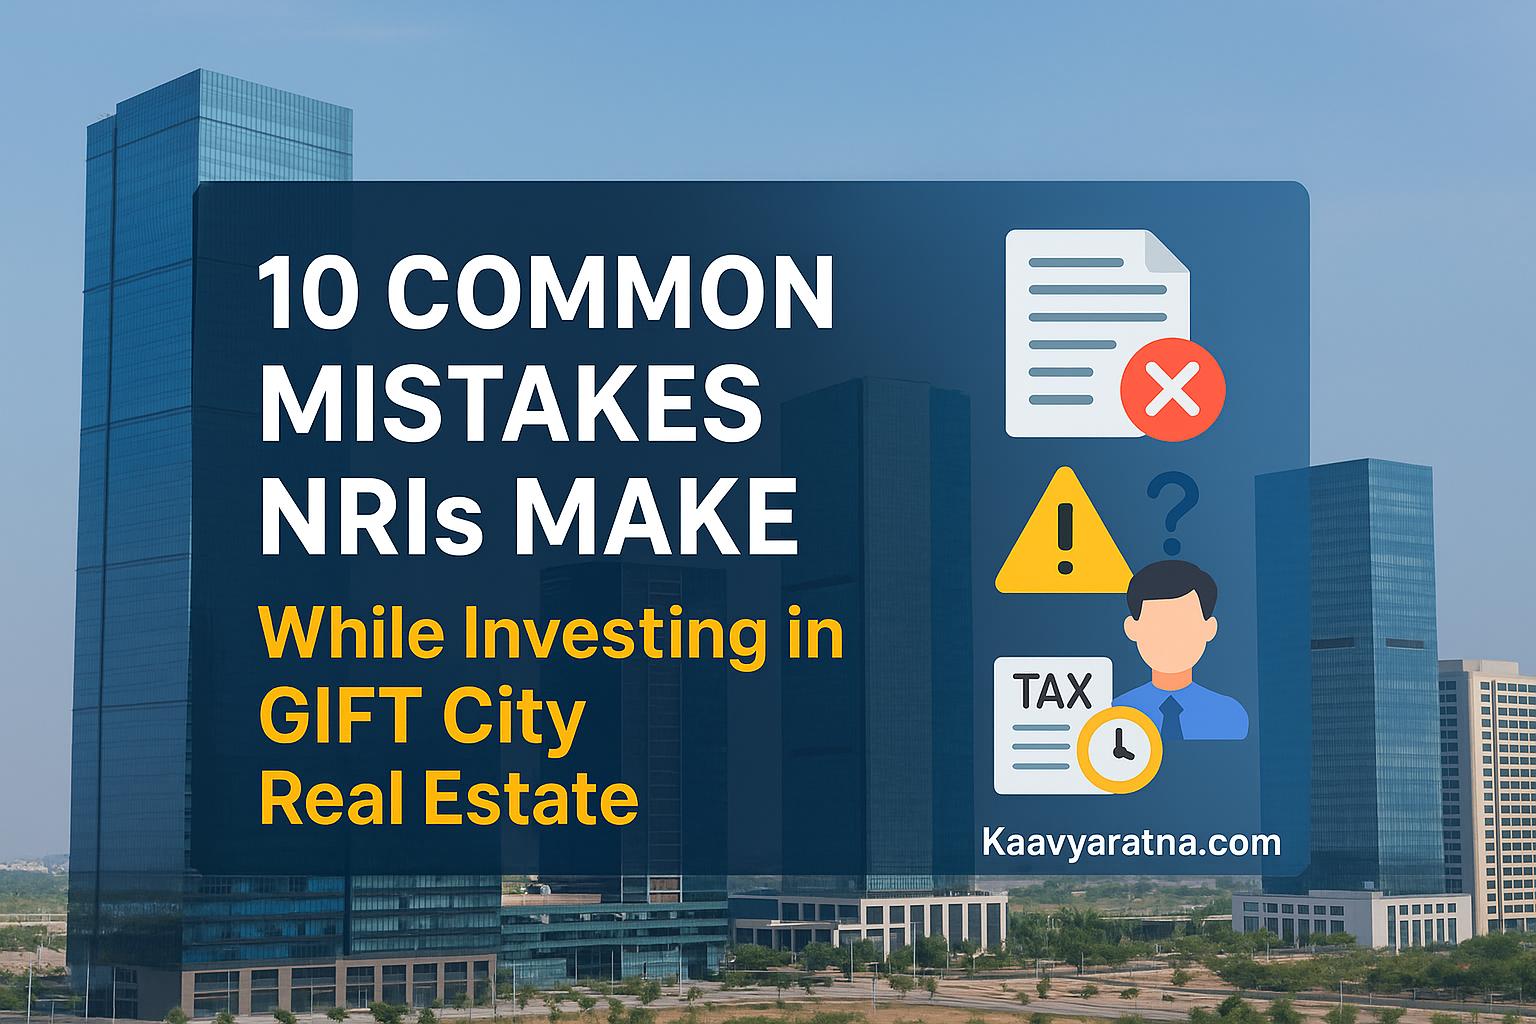 10 COMMON
MISTAKES
NRIs MAKE
While Investing in
GIFT City
Real Estate
TAX
Kaavyaratna.com